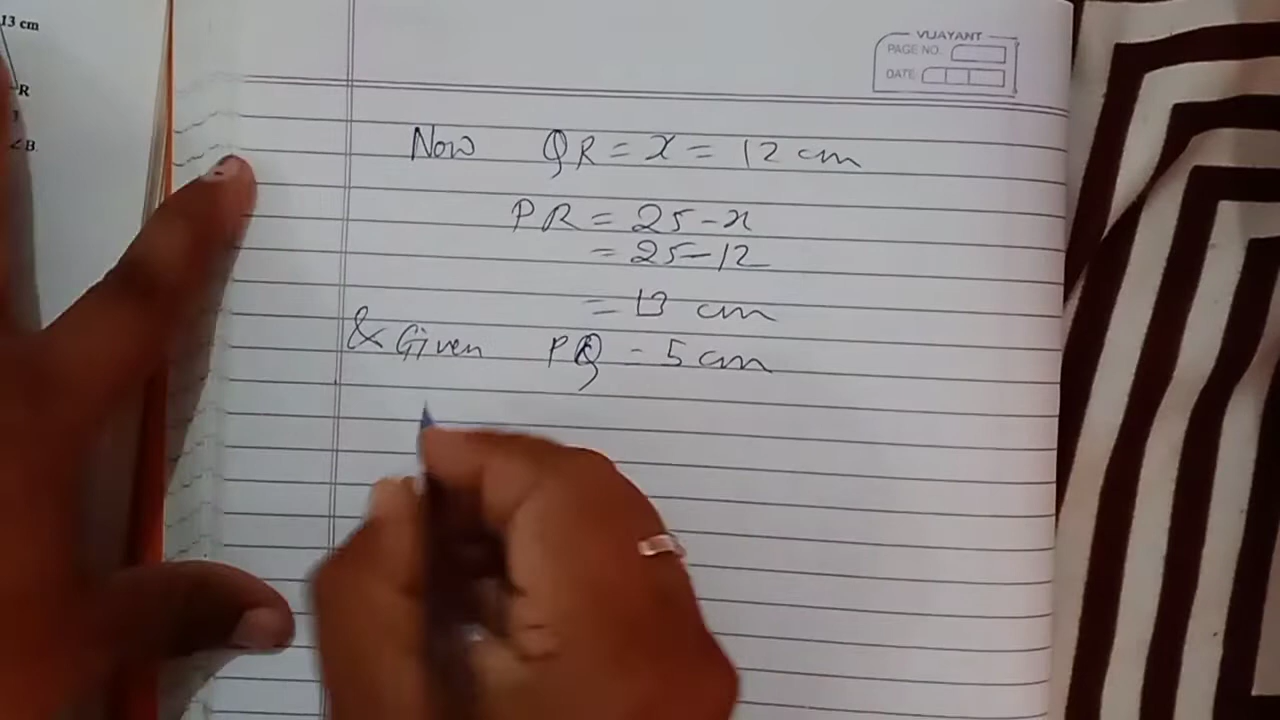 13 cm
R
∠B.
VIJAYANT
PAGE NO.
DATE
Now QR = x = 12 cm
PR = 25-x
= 25-12
= 13 cm
& Given PQ - 5 cm